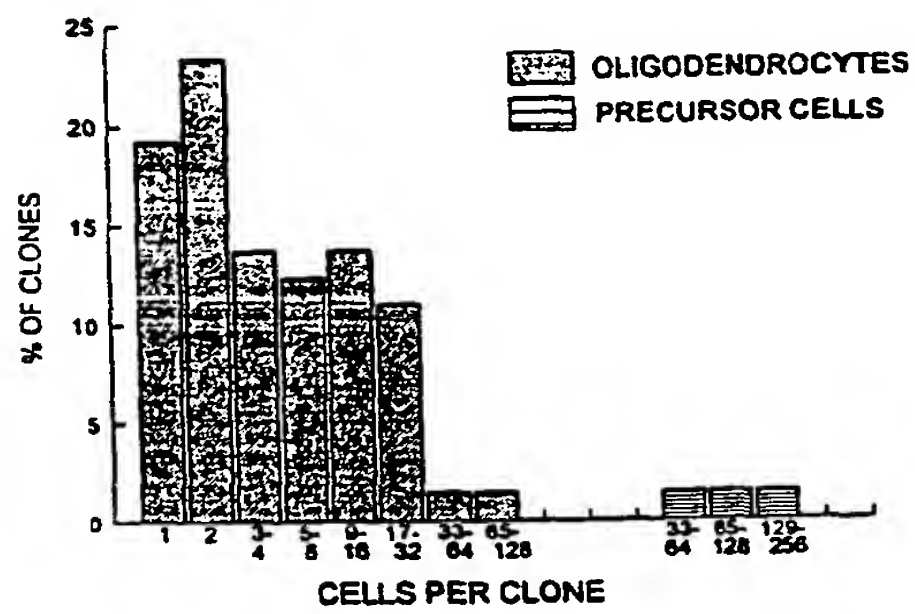 25
20
15
10
5
0
% OF CLONES
OLIGODENDROCYTES
PRECURSOR CELLS
1 2 3- 5- 9- 17- 33- 65- 33- 65- 129-
4 8 16 32 64 128 64 128 256
CELLS PER CLONE